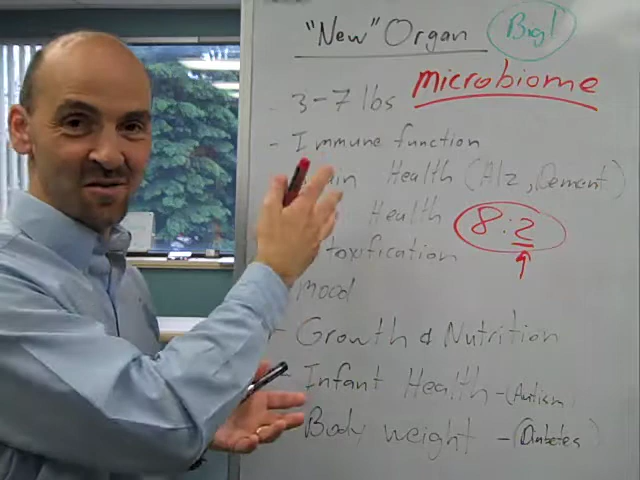 "New" Organ Big!
microbiome
- 3-7 lbs
- Immune function
Health (Alz, Dement)
Health 8:2
toxification
Mood
- Growth & Nutrition
- Infant Health - (Autism)
Body weight - (Diabetes)